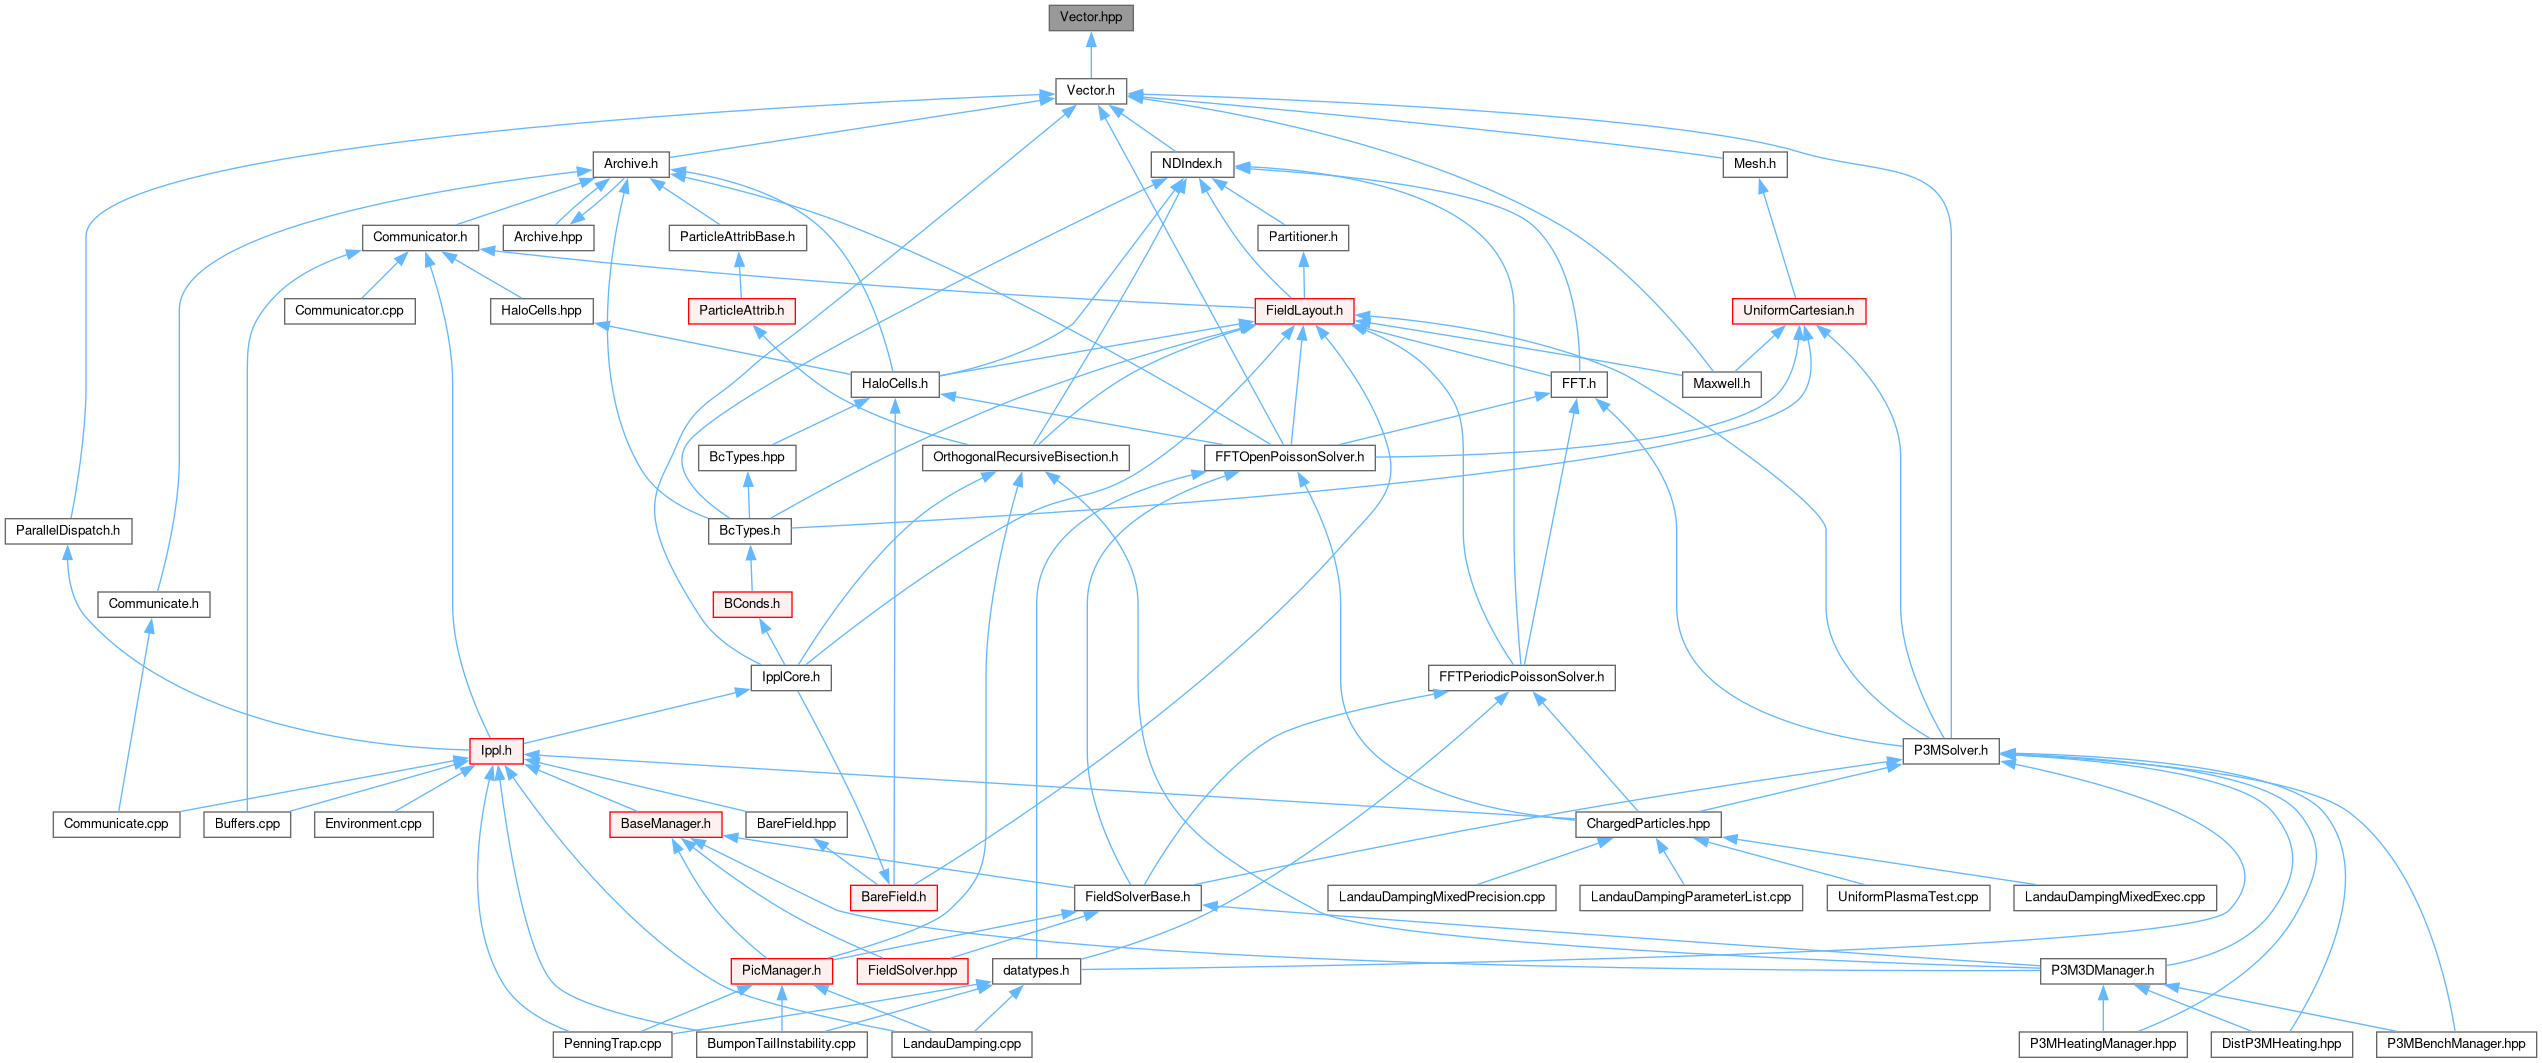 Vector.hpp
Vector.h
Archive.h
NDIndex.h
Mesh.h
Communicator.h
Archive.hpp
ParticleAttribBase.h
Partitioner.h
Communicator.cpp
HaloCells.hpp
ParticleAttrib.h
FieldLayout.h
UniformCartesian.h
HaloCells.h
FFT.h
Maxwell.h
BcTypes.hpp
OrthogonalRecursiveBisection.h
FFTOpenPoissonSolver.h
ParallelDispatch.h
BcTypes.h
Communicate.h
BConds.h
IpplCore.h
FFTPeriodicPoissonSolver.h
Ippl.h
P3MSolver.h
Communicate.cpp
Buffers.cpp
Environment.cpp
BaseManager.h
BareField.hpp
ChargedParticles.hpp
BareField.h
FieldSolverBase.h
LandauDampingMixedPrecision.cpp
LandauDampingParameterList.cpp
UniformPlasmaTest.cpp
LandauDampingMixedExec.cpp
PicManager.h
FieldSolver.hpp
datatypes.h
P3M3DManager.h
PenningTrap.cpp
BumponTailInstability.cpp
LandauDamping.cpp
P3MHeatingManager.hpp
DistP3MHeating.hpp
P3MBenchManager.hpp